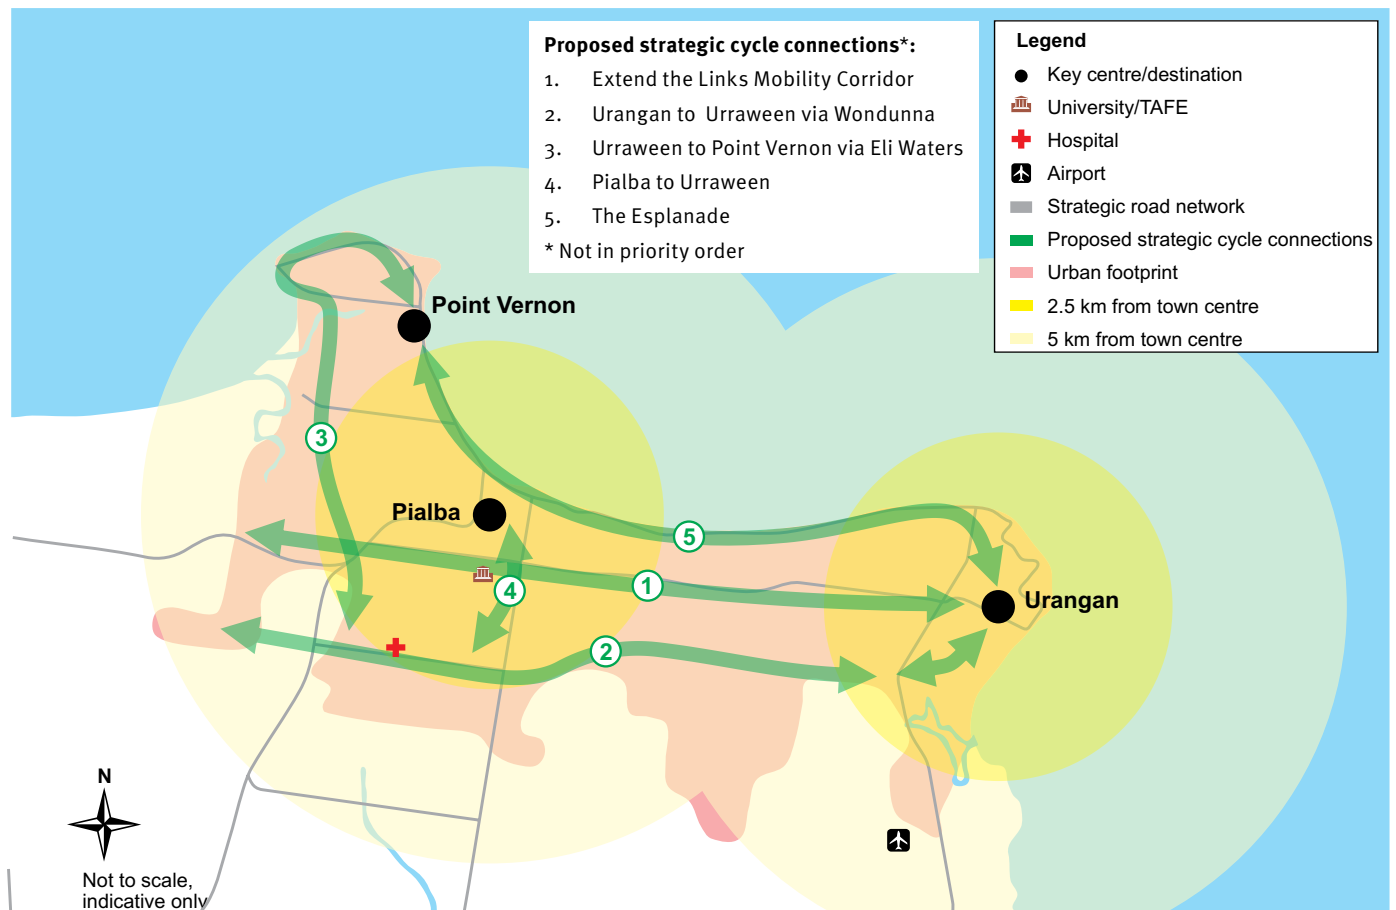 Proposed strategic cycle connections*:
1. Extend the Links Mobility Corridor
2. Urangan to Urraween via Wondunna
3. Urraween to Point Vernon via Eli Waters
4. Pialba to Urraween
5. The Esplanade
* Not in priority order
Legend
Key centre/destination
University/TAFE
Hospital
Airport
Strategic road network
Proposed strategic cycle connections
Urban footprint
2.5 km from town centre
5 km from town centre
Point Vernon
3
Pialba
5
4
1
Urangan
2
N
Not to scale,
indicative only